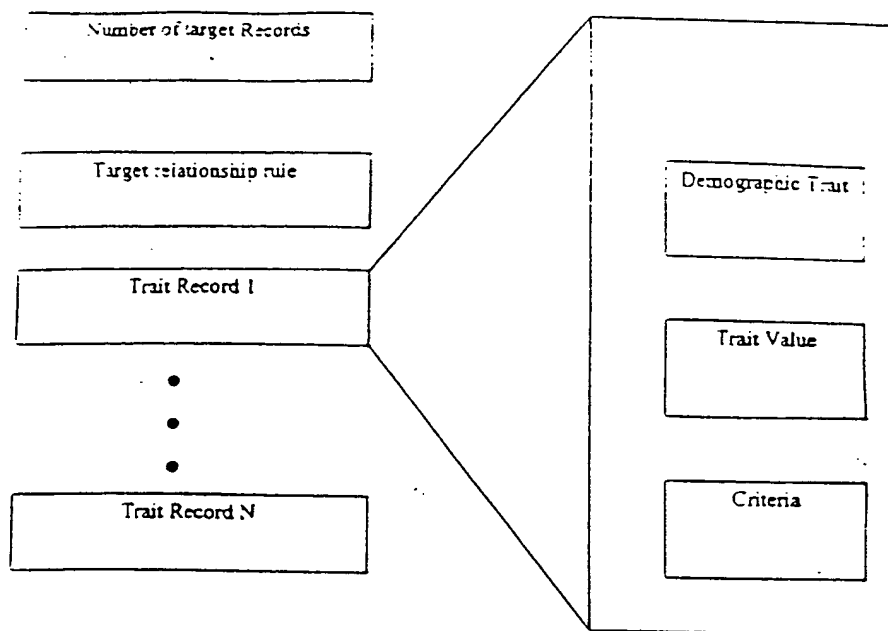 Number of target Records
Target relationship rule
Trait Record 1
Trait Record N
Demographic Trait
Trait Value
Criteria